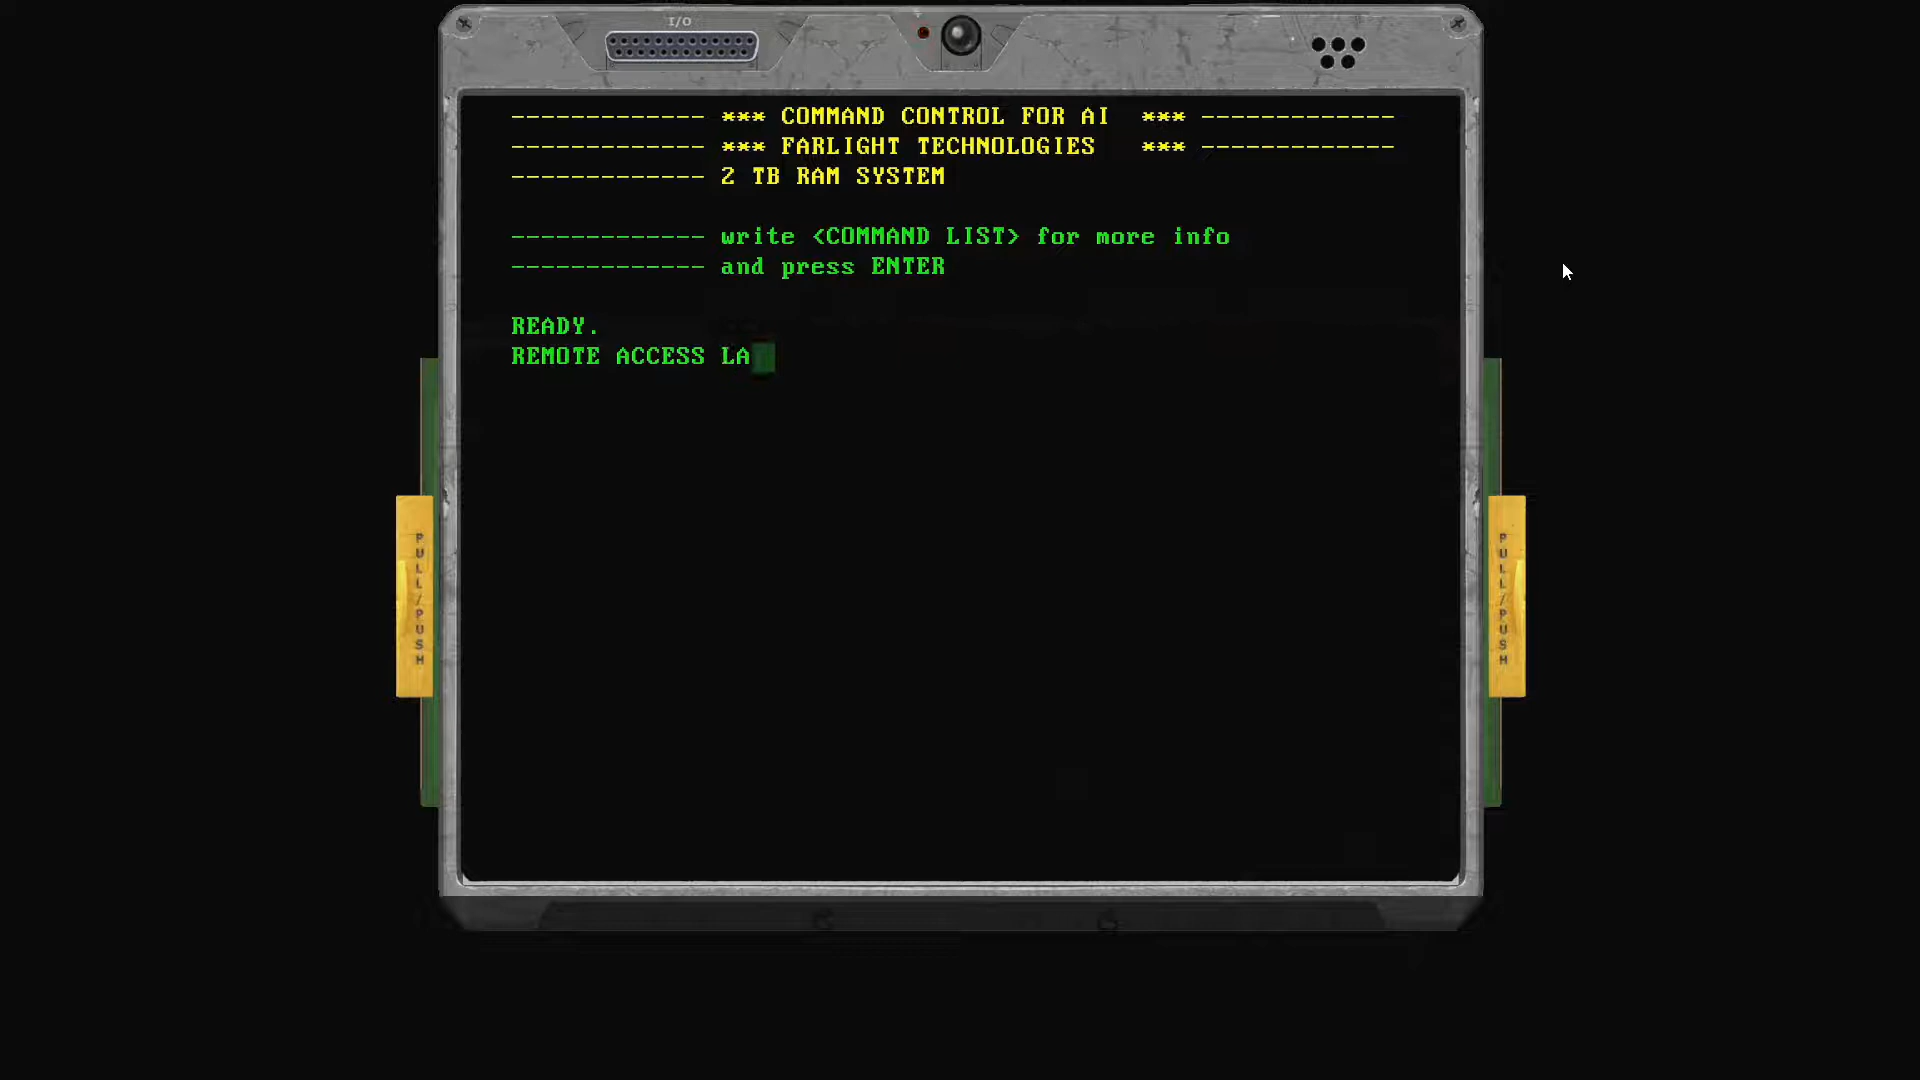 I/O
------------- *** COMMAND CONTROL FOR AI *** -------------
------------- *** FARLIGHT TECHNOLOGIES *** -------------
------------- 2 TB RAM SYSTEM
------------- write <COMMAND LIST> for more info
------------- and press ENTER
READY.
REMOTE ACCESS LA
PULL/PUSH
PULL/PUSH